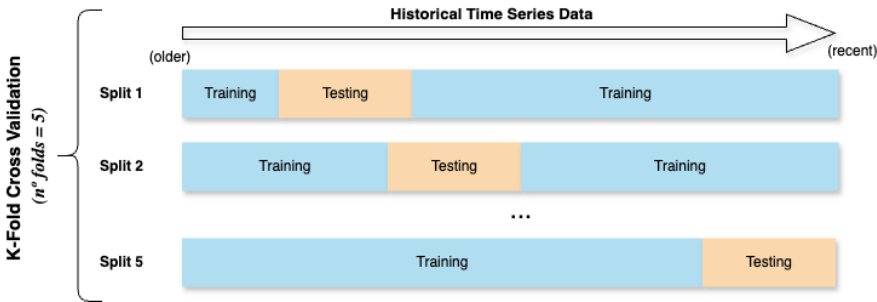 Historical Time Series Data
(older)
(recent)
K-Fold Cross Validation
(nº folds = 5)
Split 1
Training
Testing
Training
Split 2
Training
Testing
Training
...
Split 5
Training
Testing